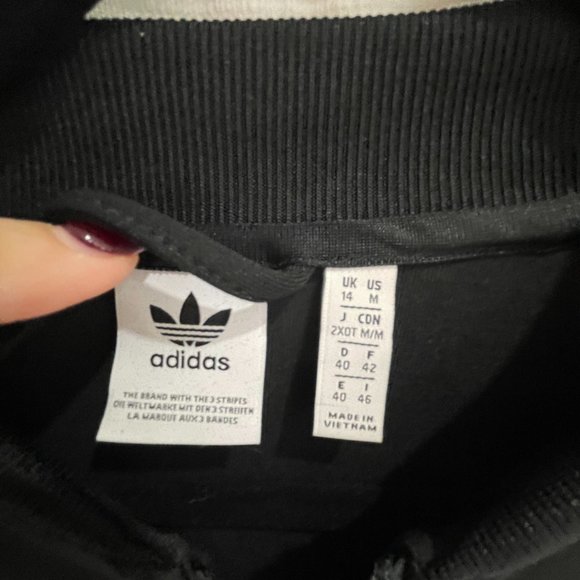 adidas
THE BRAND WITH THE 3 STRIPES
DIE WELTMARKE MIT DEN 3 STREIFEN
LA MARQUE AUX 3 BANDES
UK US
14 M
J CDN
2XOT M/M
D F
40 42
E I
40 46
MADE IN
VIETNAM